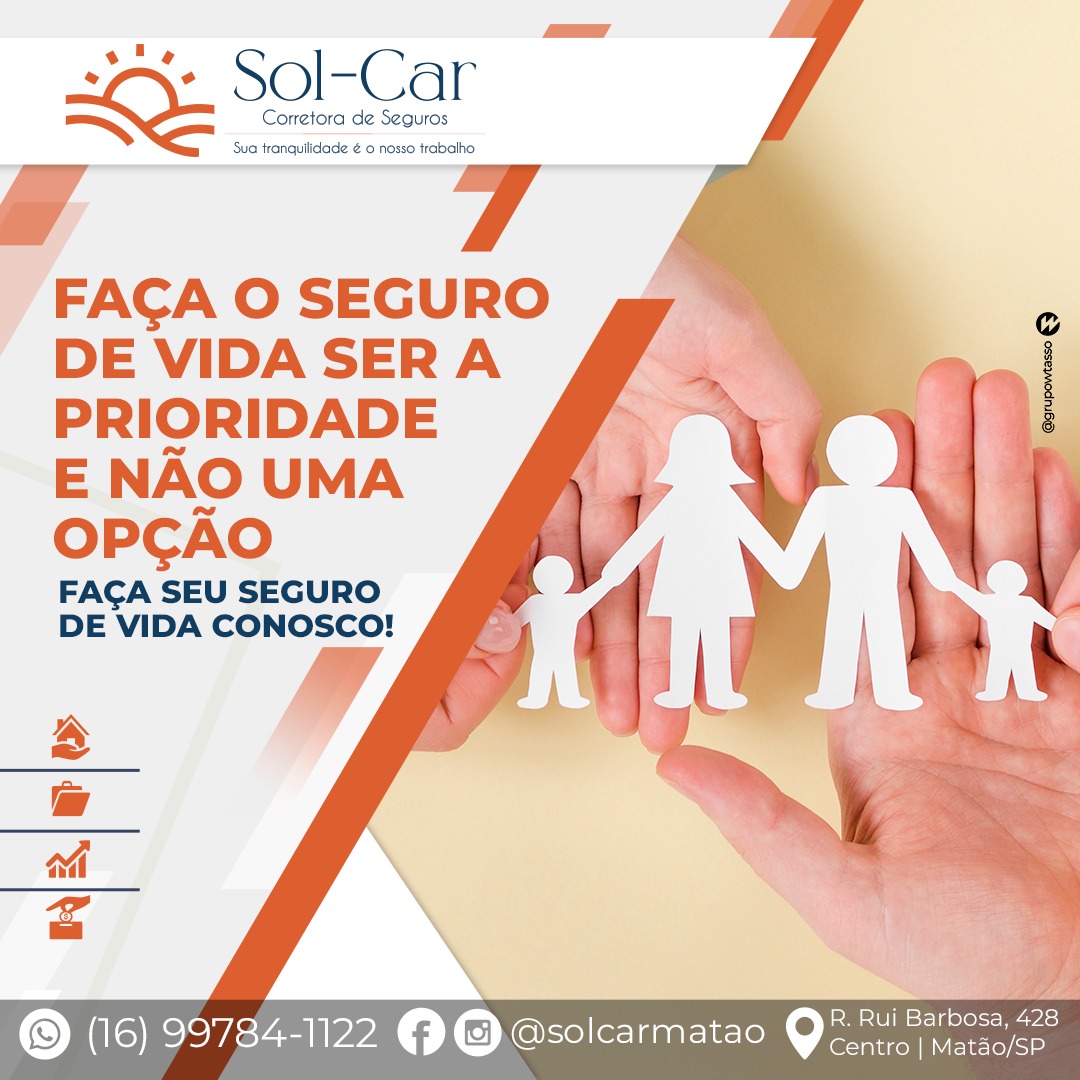 Sol-Car
Corretora de Seguros
Sua tranquilidade é o nosso trabalho
FAÇA O SEGURO
DE VIDA SER A
PRIORIDADE
E NÃO UMA
OPÇÃO
FAÇA SEU SEGURO
DE VIDA CONOSCO!
@grupowtasso
(16) 99784-1122
@solcarmatao
R. Rui Barbosa, 428
Centro | Matão/SP